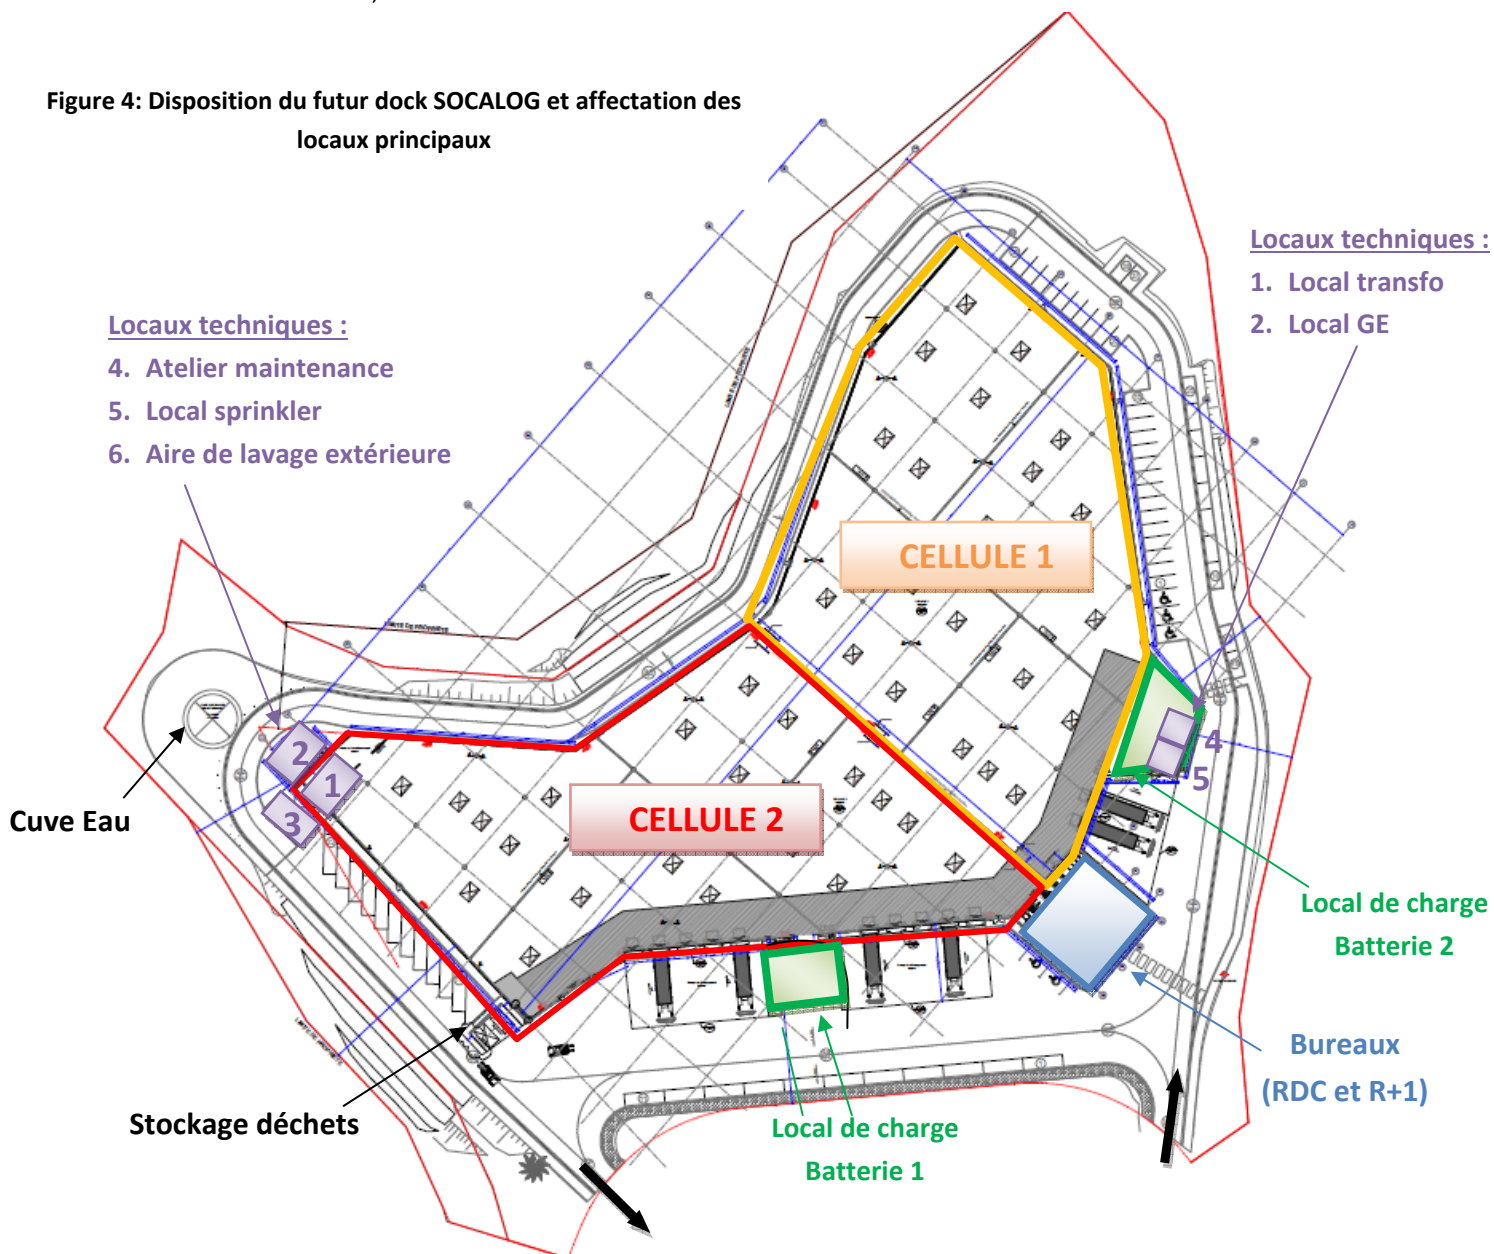 Figure 4: Disposition du futur dock SOCALOG et affectation des
locaux principaux
Locaux techniques :
1. Local transfo
2. Local GE
Locaux techniques :
4. Atelier maintenance
5. Local sprinkler
6. Aire de lavage extérieure
CELLULE 1
LIMITE DE PROPRIETE
2
1
3
4
5
Cuve Eau
CELLULE 2
Local de charge
Batterie 2
Bureaux
(RDC et R+1)
Stockage déchets
Local de charge
Batterie 1